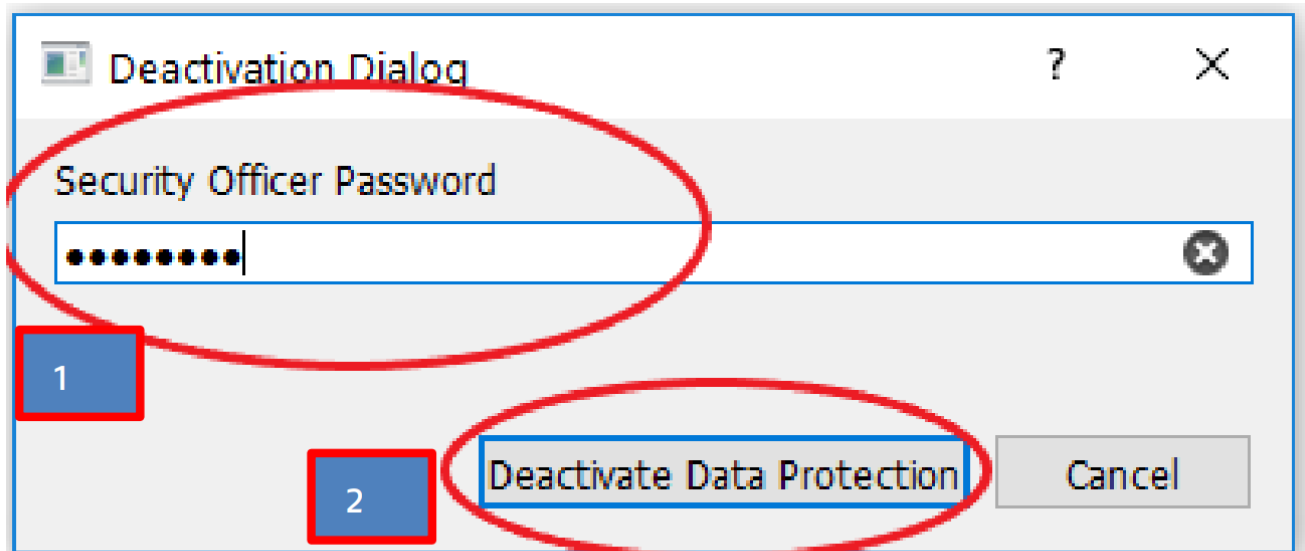 Deactivation Dialog ?
Security Officer Password
••••••••
1
2
Deactivate Data Protection
Cancel